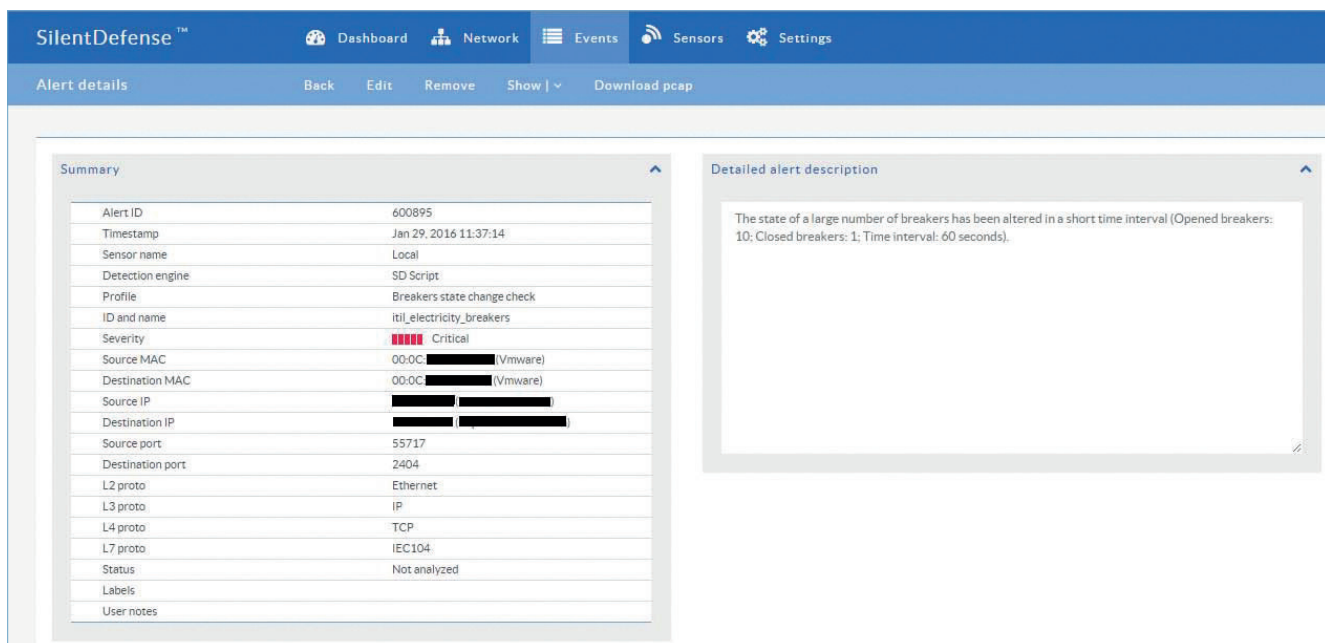 SilentDefense™ Dashboard Network Events Sensors Settings
Alert details Back Edit Remove Show | Download pcap
Summary
Alert ID 600895
Timestamp Jan 29, 2016 11:37:14
Sensor name Local
Detection engine SD Script
Profile Breakers state change check
ID and name itil_electricity_breakers
Severity Critical
Source MAC 00:0C: (Vmware)
Destination MAC 00:0C: (Vmware)
Source IP ( )
Destination IP ( )
Source port 55717
Destination port 2404
L2 proto Ethernet
L3 proto IP
L4 proto TCP
L7 proto IEC104
Status Not analyzed
Labels
User notes
Detailed alert description
The state of a large number of breakers has been altered in a short time interval (Opened breakers:
10; Closed breakers: 1; Time interval: 60 seconds).